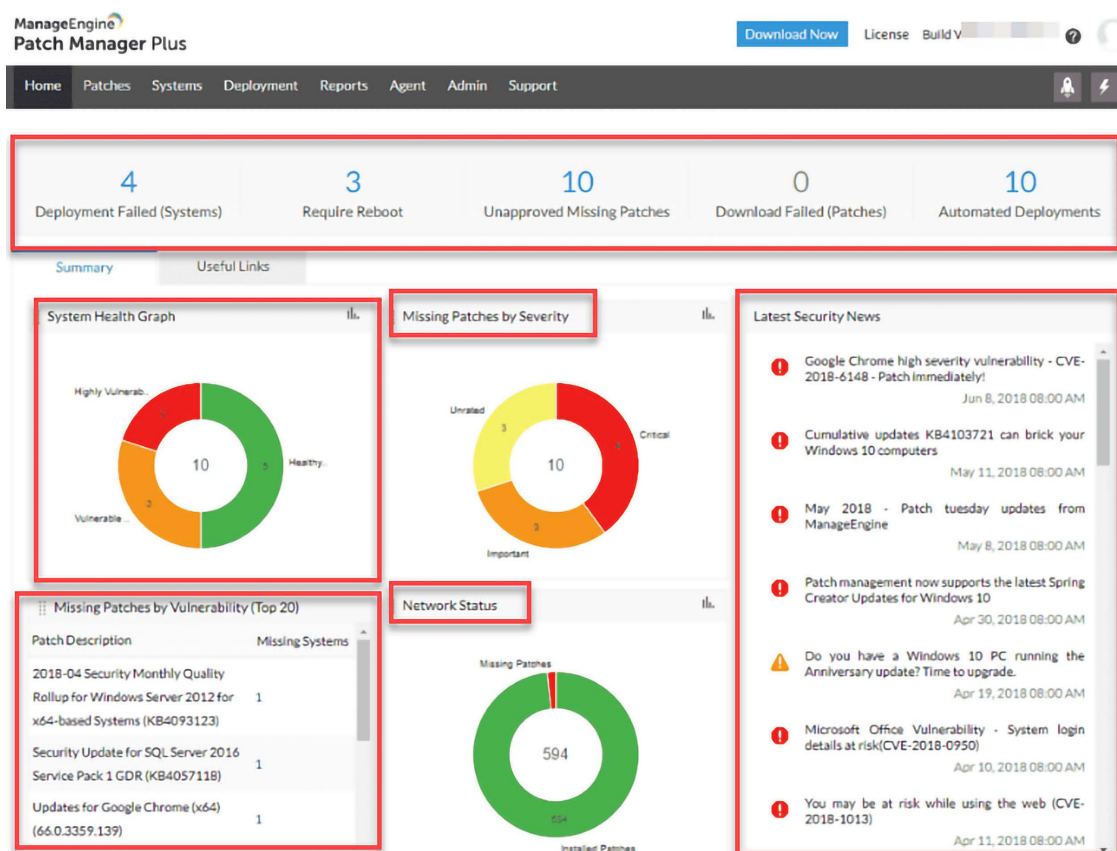 ManageEngine
Patch Manager Plus
Download Now
License
Build V
Home
Patches
Systems
Deployment
Reports
Agent
Admin
Support
4
Deployment Failed (Systems)
3
Require Reboot
10
Unapproved Missing Patches
0
Download Failed (Patches)
10
Automated Deployments
Summary
Useful Links
System Health Graph
Highly Vulnerab..
10
5
Healthy..
3
Vulnerable ..
Missing Patches by Severity
Unrated
3
10
Critical
3
Important
Latest Security News
Google Chrome high severity vulnerability - CVE-
2018-6148 - Patch immediately!
Jun 8, 2018 08:00 AM
Cumulative updates KB4103721 can brick your
Windows 10 computers
May 11, 2018 08:00 AM
May 2018 - Patch tuesday updates from
ManageEngine
May 8, 2018 08:00 AM
Patch management now supports the latest Spring
Creator Updates for Windows 10
Apr 30, 2018 08:00 AM
Do you have a Windows 10 PC running the
Anniversary update? Time to upgrade.
Apr 19, 2018 08:00 AM
Microsoft Office Vulnerability - System login
details at risk(CVE-2018-0950)
Apr 10, 2018 08:00 AM
You may be at risk while using the web (CVE-
2018-1013)
Apr 11, 2018 08:00 AM
Missing Patches by Vulnerability (Top 20)
Patch Description
Missing Systems
2018-04 Security Monthly Quality
Rollup for Windows Server 2012 for
x64-based Systems (KB4093123)
1
Security Update for SQL Server 2016
Service Pack 1 GDR (KB4057118)
1
Updates for Google Chrome (x64)
(66.0.3359.139)
1
Network Status
Missing Patches
594
Installed Patches